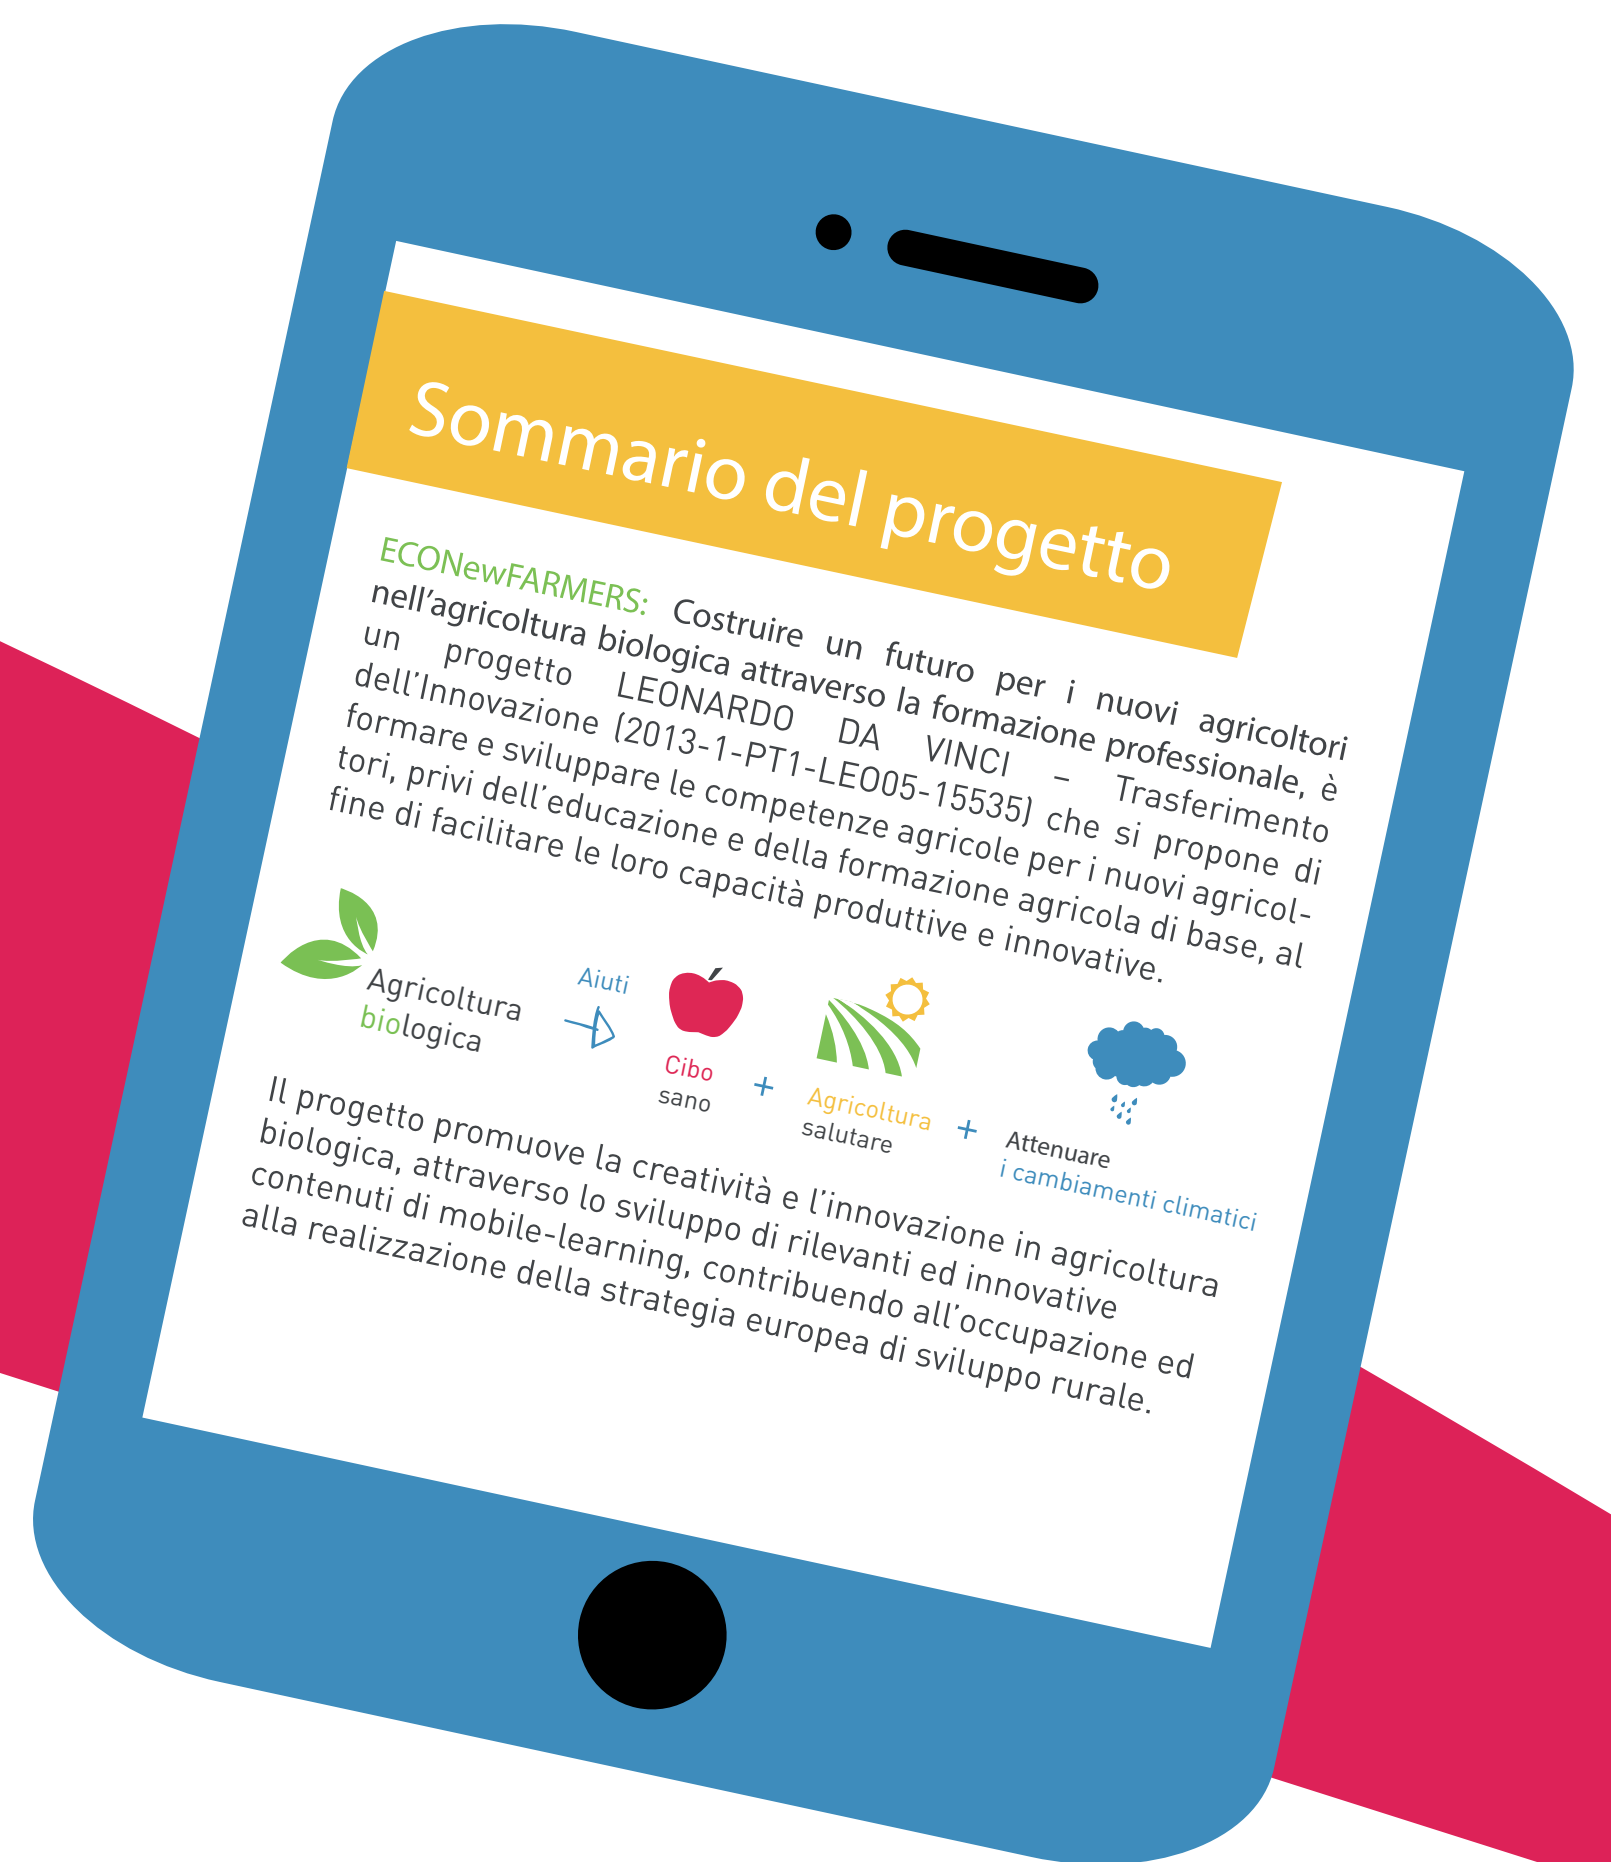 Sommario del progetto
ECONewFARMERS: Costruire un futuro per i nuovi agricoltori
nell’agricoltura biologica attraverso la formazione professionale, è
un progetto LEONARDO DA VINCI – Trasferimento
dell’Innovazione (2013-1-PT1-LEO05-15535) che si propone di
formare e sviluppare le competenze agricole per i nuovi agricol-
tori, privi dell’educazione e della formazione agricola di base, al
fine di facilitare le loro capacità produttive e innovative.
Agricoltura
biologica
Aiuti
Cibo
sano
+
Agricoltura
salutare
+
Attenuare
i cambiamenti climatici
Il progetto promuove la creatività e l’innovazione in agricoltura
biologica, attraverso lo sviluppo di rilevanti ed innovative
contenuti di mobile-learning, contribuendo all’occupazione ed
alla realizzazione della strategia europea di sviluppo rurale.